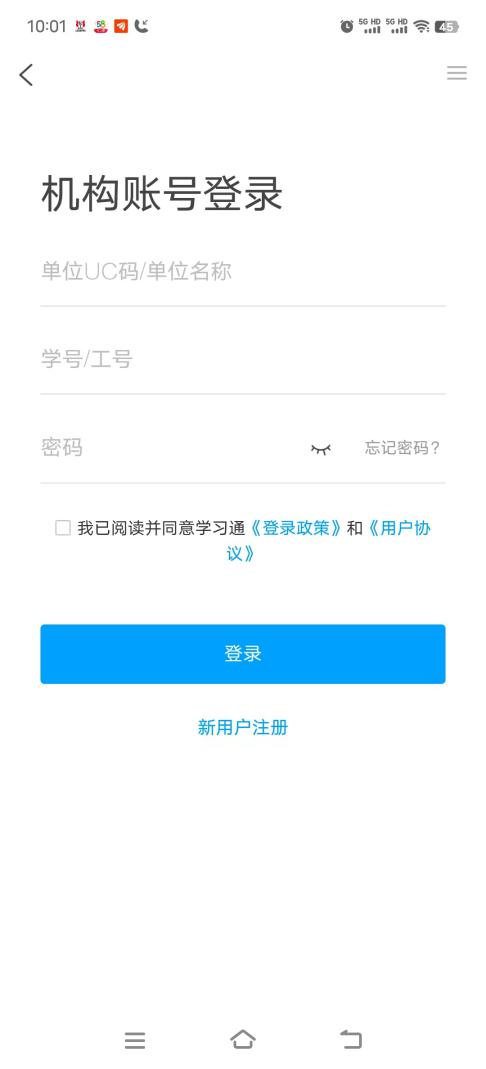 10:01 5G HD 5G HD 45
机构账号登录
单位UC码/单位名称
学号/工号
密码 忘记密码?
我已阅读并同意学习通《登录政策》和《用户协
议》
登录
新用户注册